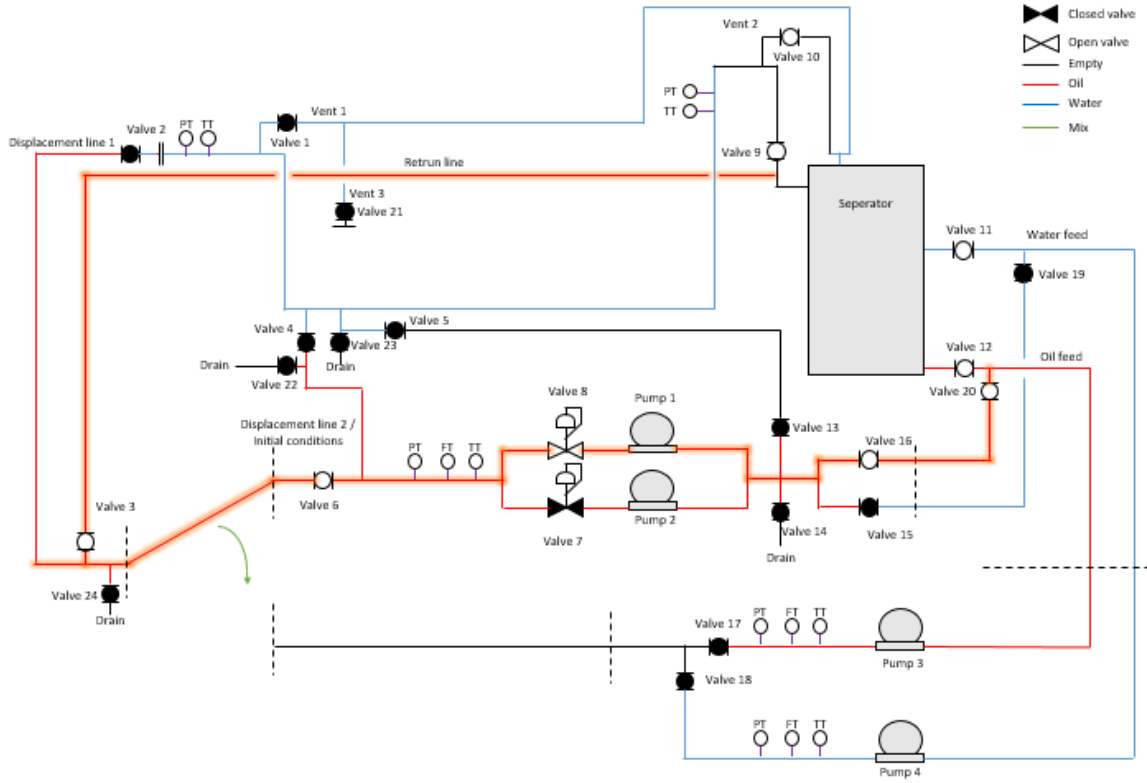 Closed valve
Open valve
Empty
Oil
Water
Mix
Vent 2
Valve 10
PT
TT
Vent 1
Valve 1
Valve 2
PT TT
Displacement line 1
Valve 9
Retrun line
Vent 3
Valve 21
Seperator
Valve 11
Water feed
Valve 19
Valve 4
Valve 5
Valve 23
Drain
Drain
Valve 22
Valve 12
Oil feed
Valve 20
Displacement line 2 /
Initial conditions
Valve 8
Pump 1
Valve 13
Valve 16
PT FT TT
Valve 6
Valve 3
Valve 7
Pump 2
Valve 14
Drain
Valve 15
Valve 24
Drain
Valve 17
PT FT TT
Pump 3
Valve 18
PT FT TT
Pump 4